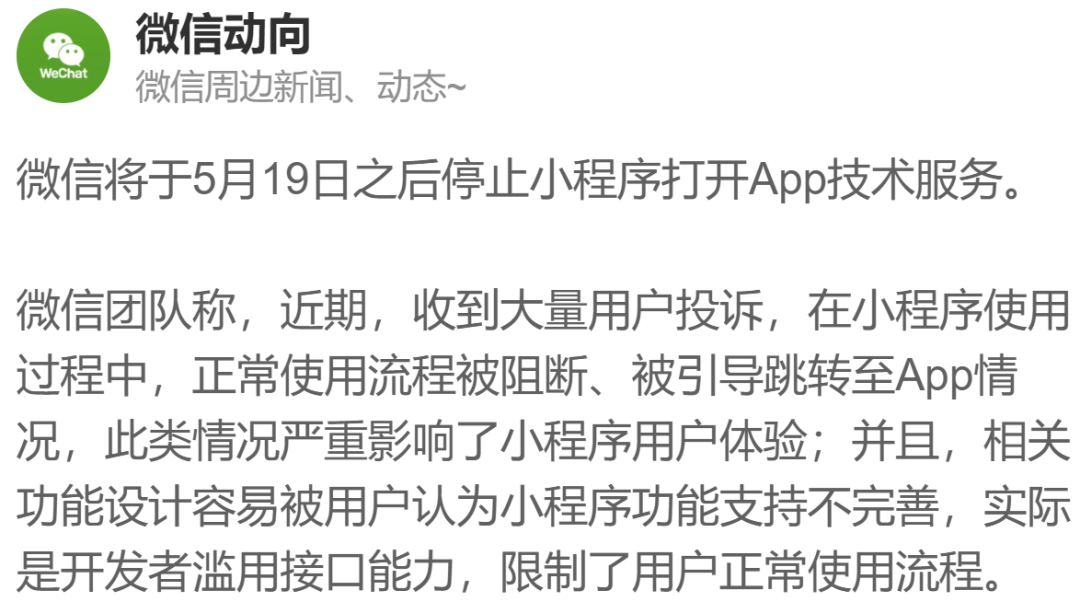 WeChat
微信动向
微信周边新闻、动态~
微信将于5月19日之后停止小程序打开App技术服务。
微信团队称，近期，收到大量用户投诉，在小程序使用
过程中，正常使用流程被阻断、被引导跳转至App情
况，此类情况严重影响了小程序用户体验；并且，相关
功能设计容易被用户认为小程序功能支持不完善，实际
是开发者滥用接口能力，限制了用户正常使用流程。